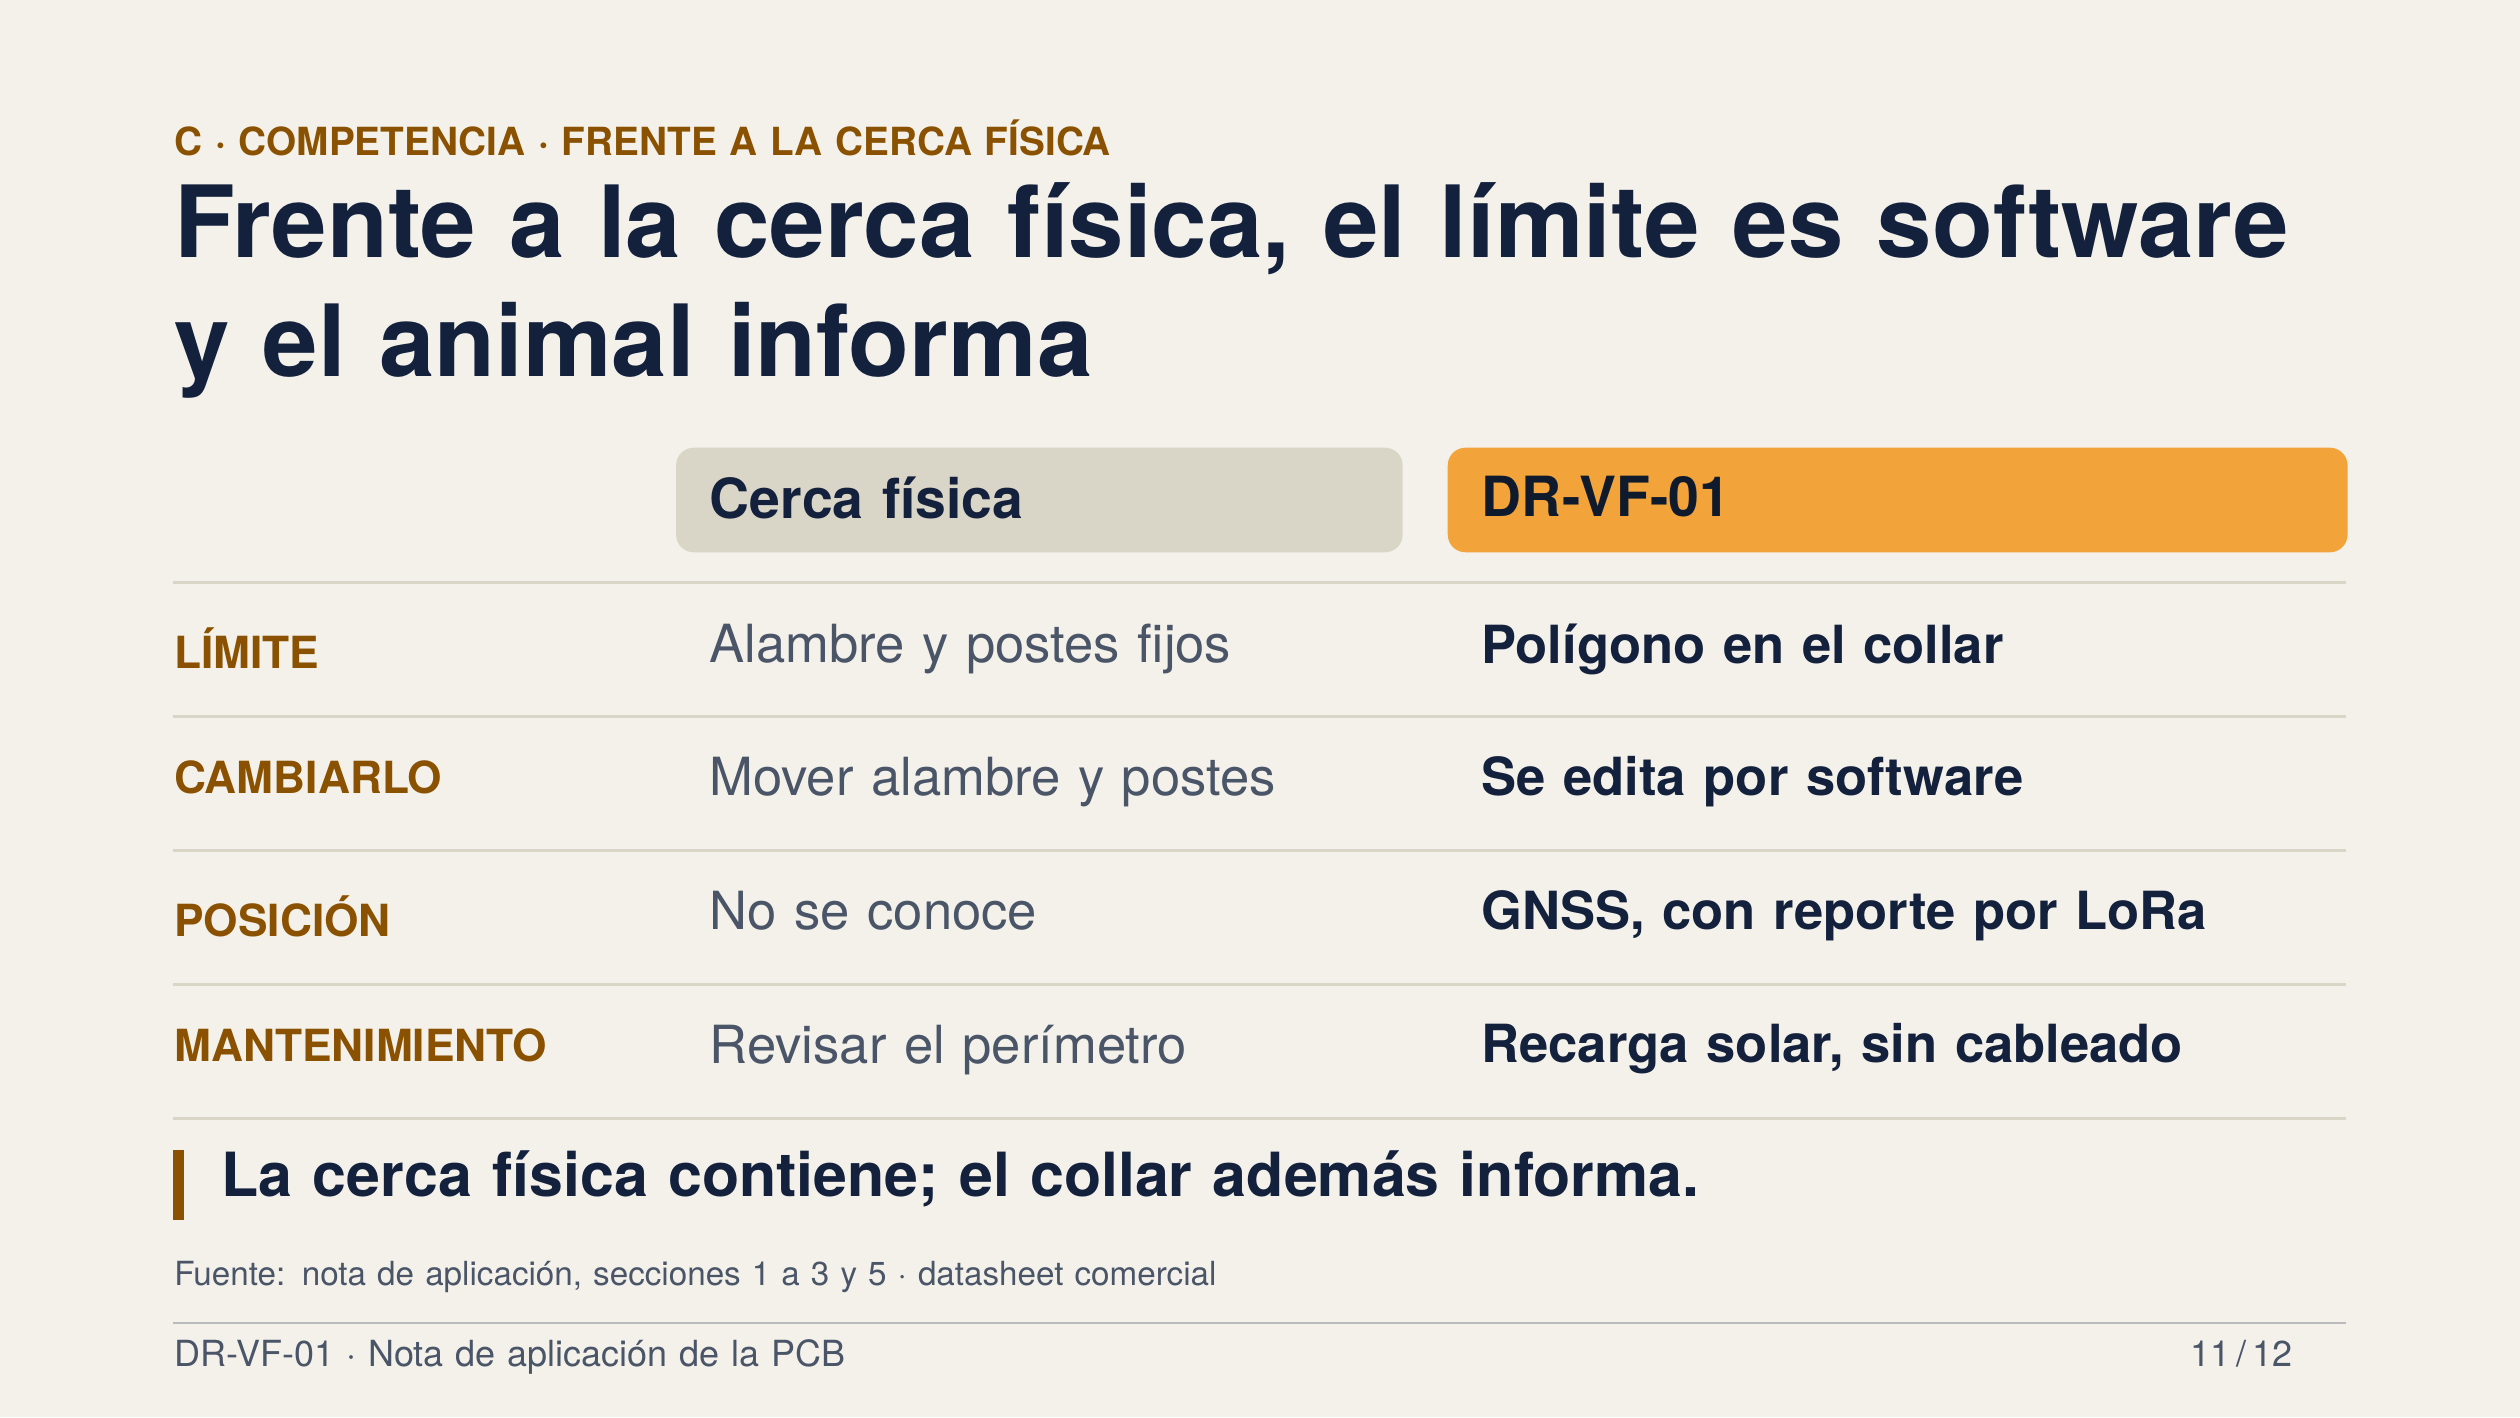 C · COMPETENCIA · FRENTE A LA CERCA FÍSICA
Frente a la cerca física, el límite es software
y el animal informa
Cerca física
DR-VF-01
LÍMITE
Alambre y postes fijos
Polígono en el collar
CAMBIARLO
Mover alambre y postes
Se edita por software
POSICIÓN
No se conoce
GNSS, con reporte por LoRa
MANTENIMIENTO
Revisar el perímetro
Recarga solar, sin cableado
La cerca física contiene; el collar además informa.
Fuente: nota de aplicación, secciones 1 a 3 y 5 · datasheet comercial
DR-VF-01 · Nota de aplicación de la PCB
11 / 12